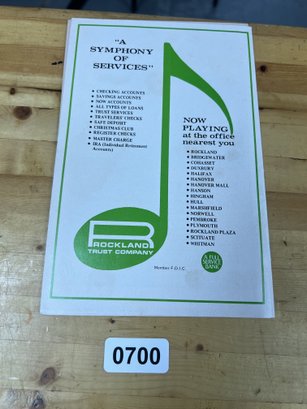 "A
SYMPHONY
OF
SERVICES"
• CHECKING ACCOUNTS
• SAVINGS ACCOUNTS
• NOW ACCOUNTS
• ALL TYPES OF LOANS
• TRUST SERVICES
• TRAVELERS' CHECKS
• SAFE DEPOSIT
• CHRISTMAS CLUB
• REGISTER CHECKS
• MASTER CHARGE
• IRA (Individual Retirement
Accounts)
NOW
PLAYING
at the office
nearest you
• ROCKLAND
• BRIDGEWATER
• COHASSET
• DUXBURY
• HALIFAX
• HANOVER
• HANOVER MALL
• HANSON
• HINGHAM
• HULL
• MARSHFIELD
• NORWELL
• PEMBROKE
• PLYMOUTH
• ROCKLAND PLAZA
• SCITUATE
• WHITMAN
R
ROCKLAND
TRUST COMPANY
Member F.D.I.C.
A FULL
SERVICE
BANK
0700